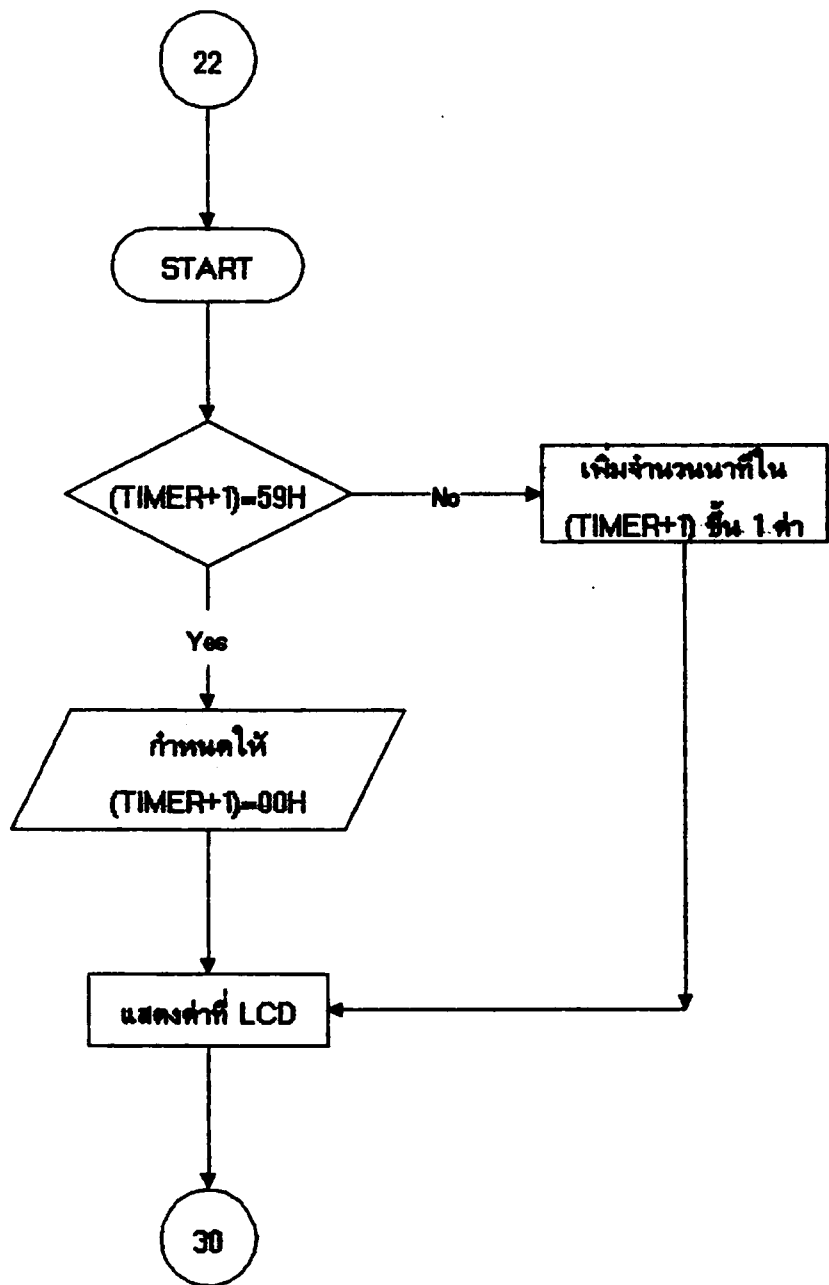 22
START
(TIMER+1)=59H
No
เพิ่มจำนวนนาทีใน
(TIMER+1) ขึ้น 1 ค่า
Yes
กำหนดให้
(TIMER+1)=00H
แสดงค่าที่ LCD
30